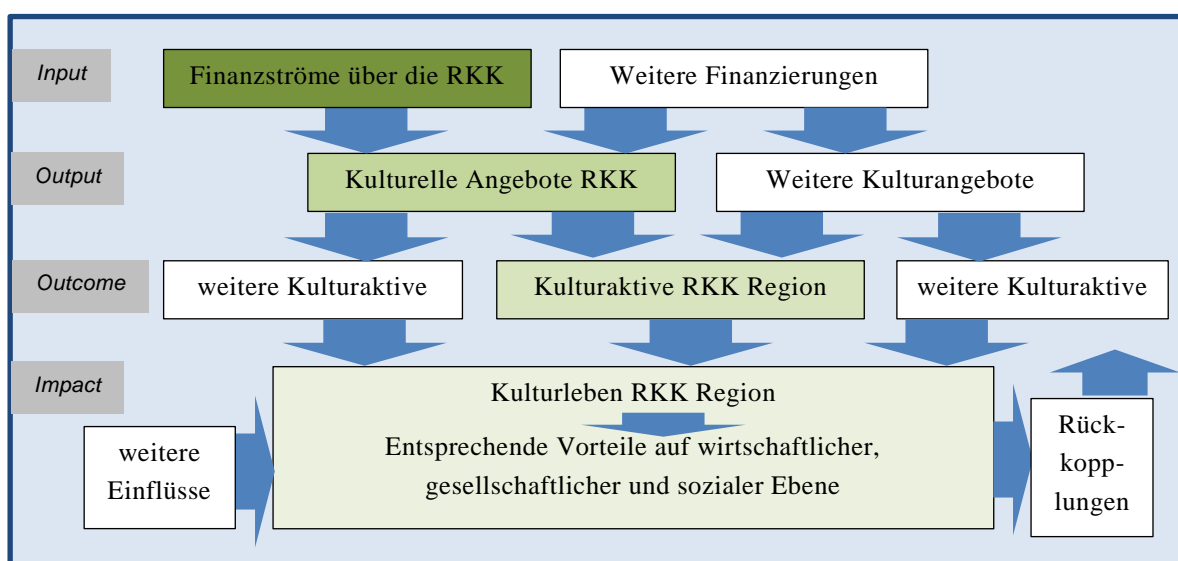 Input
Finanzströme über die RKK
Weitere Finanzierungen
Output
Kulturelle Angebote RKK
Weitere Kulturangebote
Outcome
weitere Kulturaktive
Kulturaktive RKK Region
weitere Kulturaktive
Impact
Kulturleben RKK Region
Entsprechende Vorteile auf wirtschaftlicher,
gesellschaftlicher und sozialer Ebene
weitere
Einflüsse
Rück-
kopp-
lungen